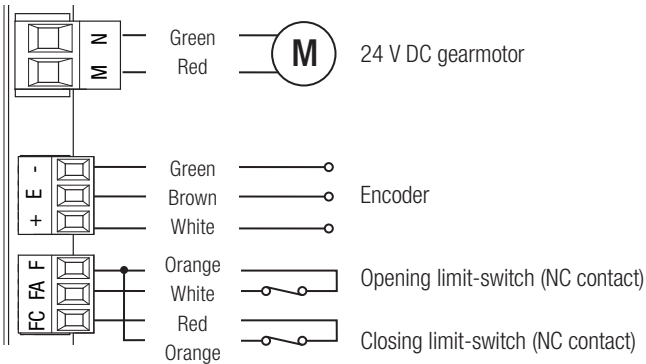 N Green M 24 V DC gearmotor
M Red
- Green
E Brown Encoder
+ White
F Orange
FA White Opening limit-switch (NC contact)
FC Red
Orange Closing limit-switch (NC contact)